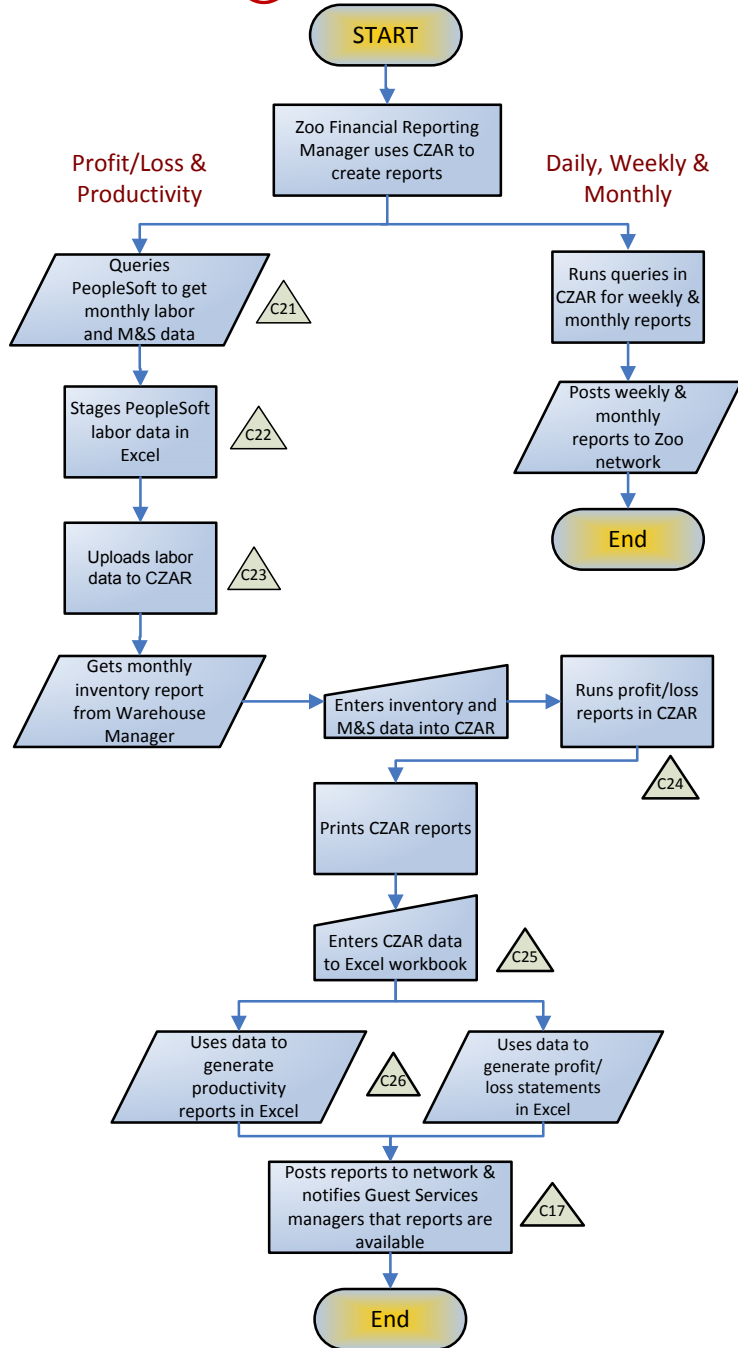 START
Zoo Financial Reporting
Manager uses CZAR to
create reports
Profit/Loss &
Productivity
Daily, Weekly &
Monthly
Queries
PeopleSoft to get
monthly labor
and M&S data
C21
Runs queries in
CZAR for weekly &
monthly reports
Stages PeopleSoft
labor data in
Excel
C22
Posts weekly &
monthly
reports to Zoo
network
End
Uploads labor
data to CZAR
C23
Gets monthly
inventory report
from Warehouse
Manager
Enters inventory and
M&S data into CZAR
Runs profit/loss
reports in CZAR
C24
Prints CZAR reports
Enters CZAR data
to Excel workbook
C25
Uses data to
generate
productivity
reports in Excel
C26
Uses data to
generate profit/
loss statements
in Excel
Posts reports to network &
notifies Guest Services
managers that reports are
available
C17
End